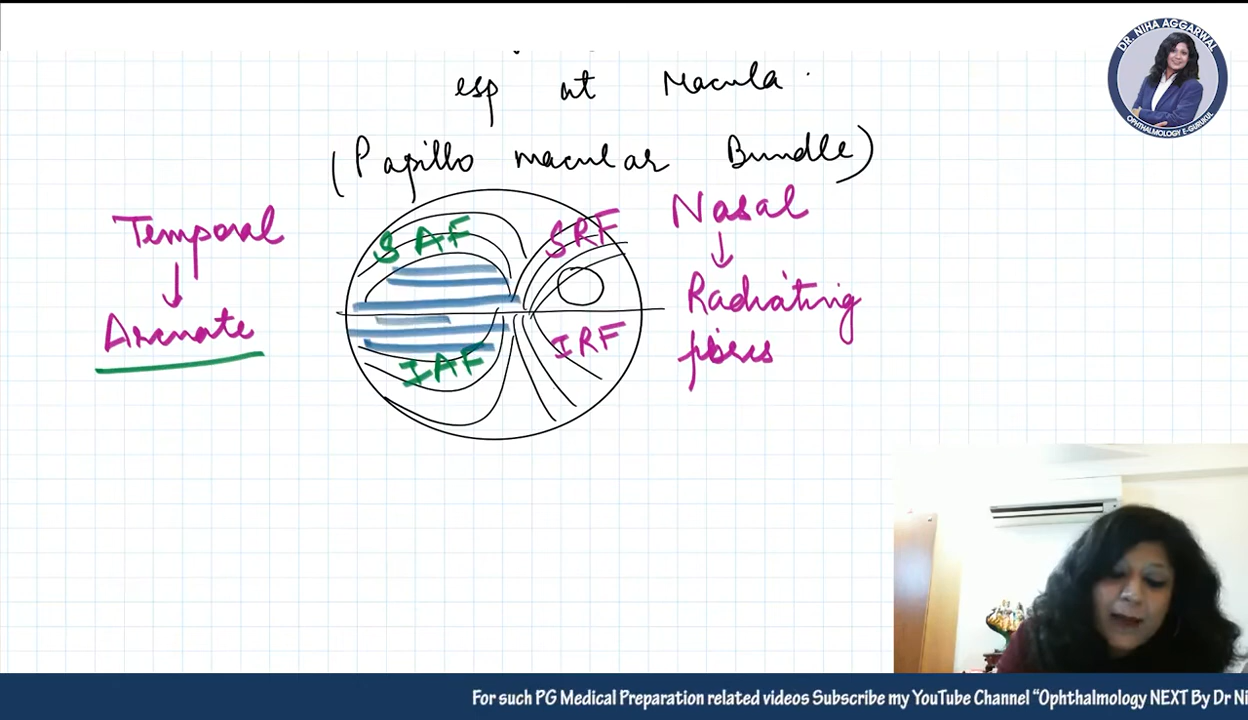 esp at Macula
(Papillo macular Bundle)
Temporal
Arcuate
SAF
IAF
SRF
IRF
Nasal
Radiating
fibers
DR. NIHA AGGARWAL
OPHTHALMOLOGY E-GURUKUL
For such PG Medical Preparation related videos Subscribe my YouTube Channel “Ophthalmology NEXT By Dr Ni